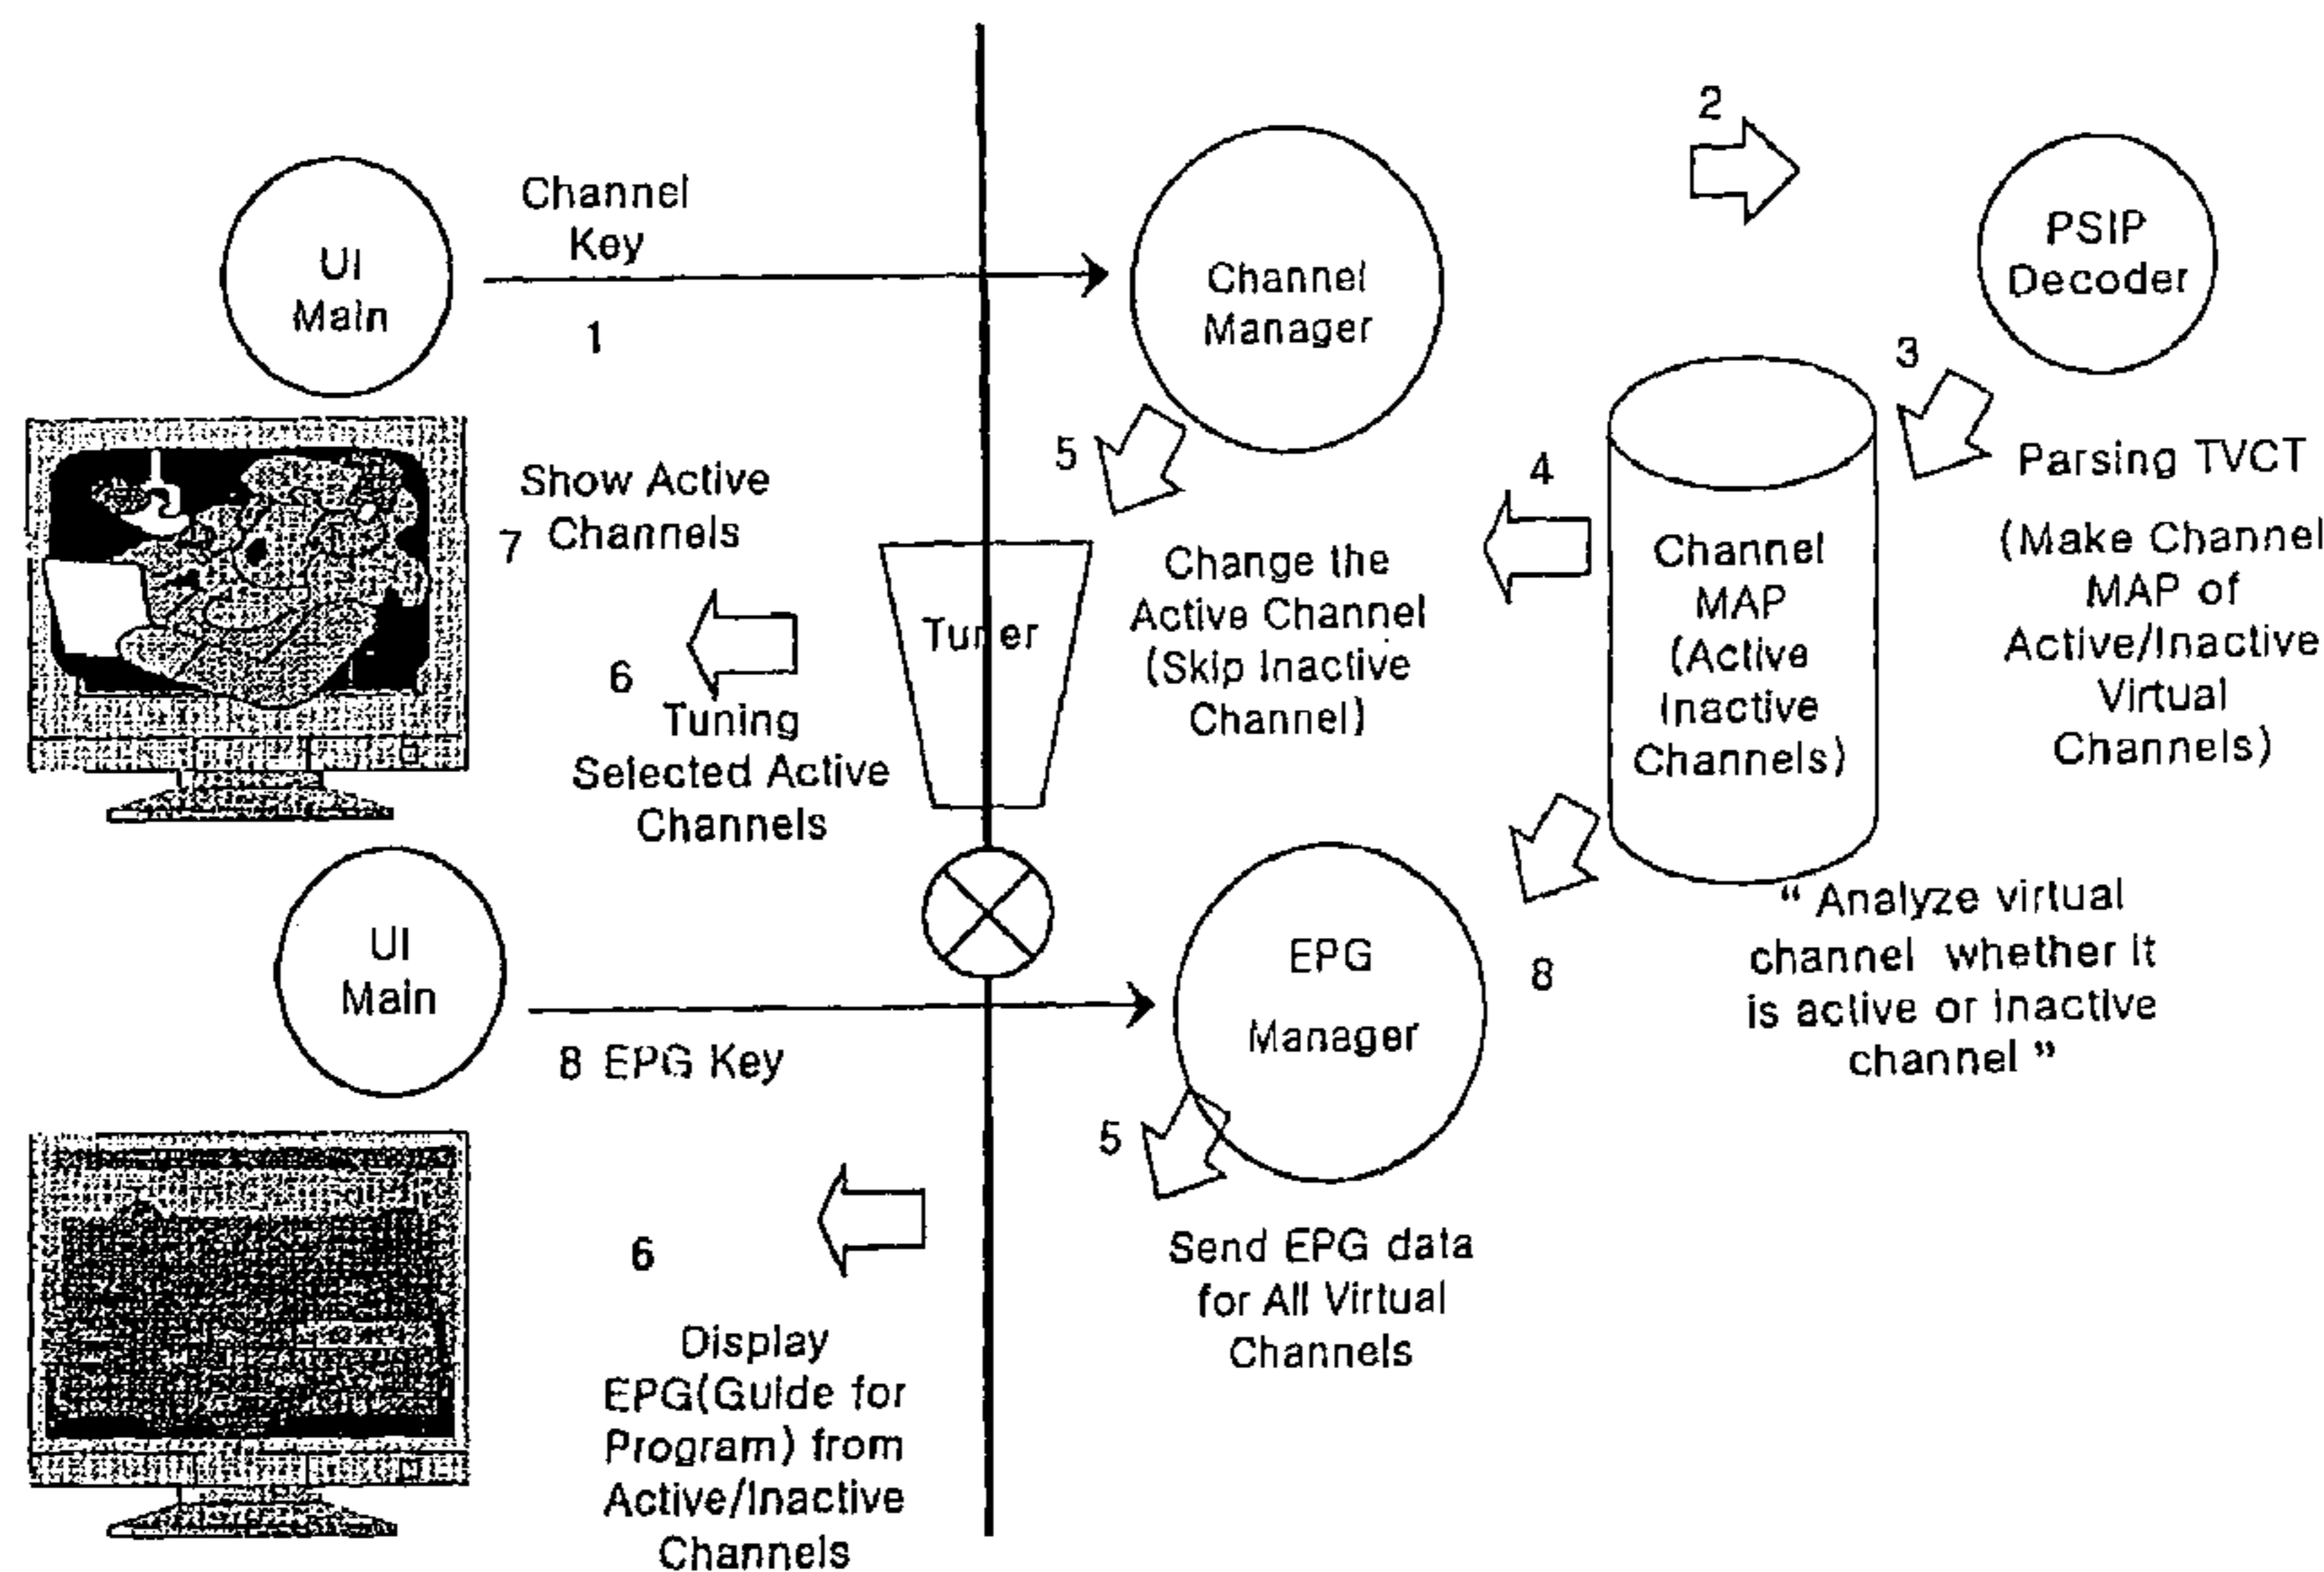 2
Channel
Key
UI
Main
1
Channel
Manager
PSIP
Decoder
3
5
4
Parsing TVCT
(Make Channel
MAP of
Active/Inactive
Virtual
Channels)
Show Active
7 Channels
Change the
Active Channel
(Skip Inactive
Channel)
Channel
MAP
(Active
Inactive
Channels)
Tuner
6
Tuning
Selected Active
Channels
UI
Main
8 EPG Key
EPG
Manager
8
" Analyze virtual
channel whether it
is active or inactive
channel "
5
6
Send EPG data
for All Virtual
Channels
Display
EPG(Guide for
Program) from
Active/Inactive
Channels